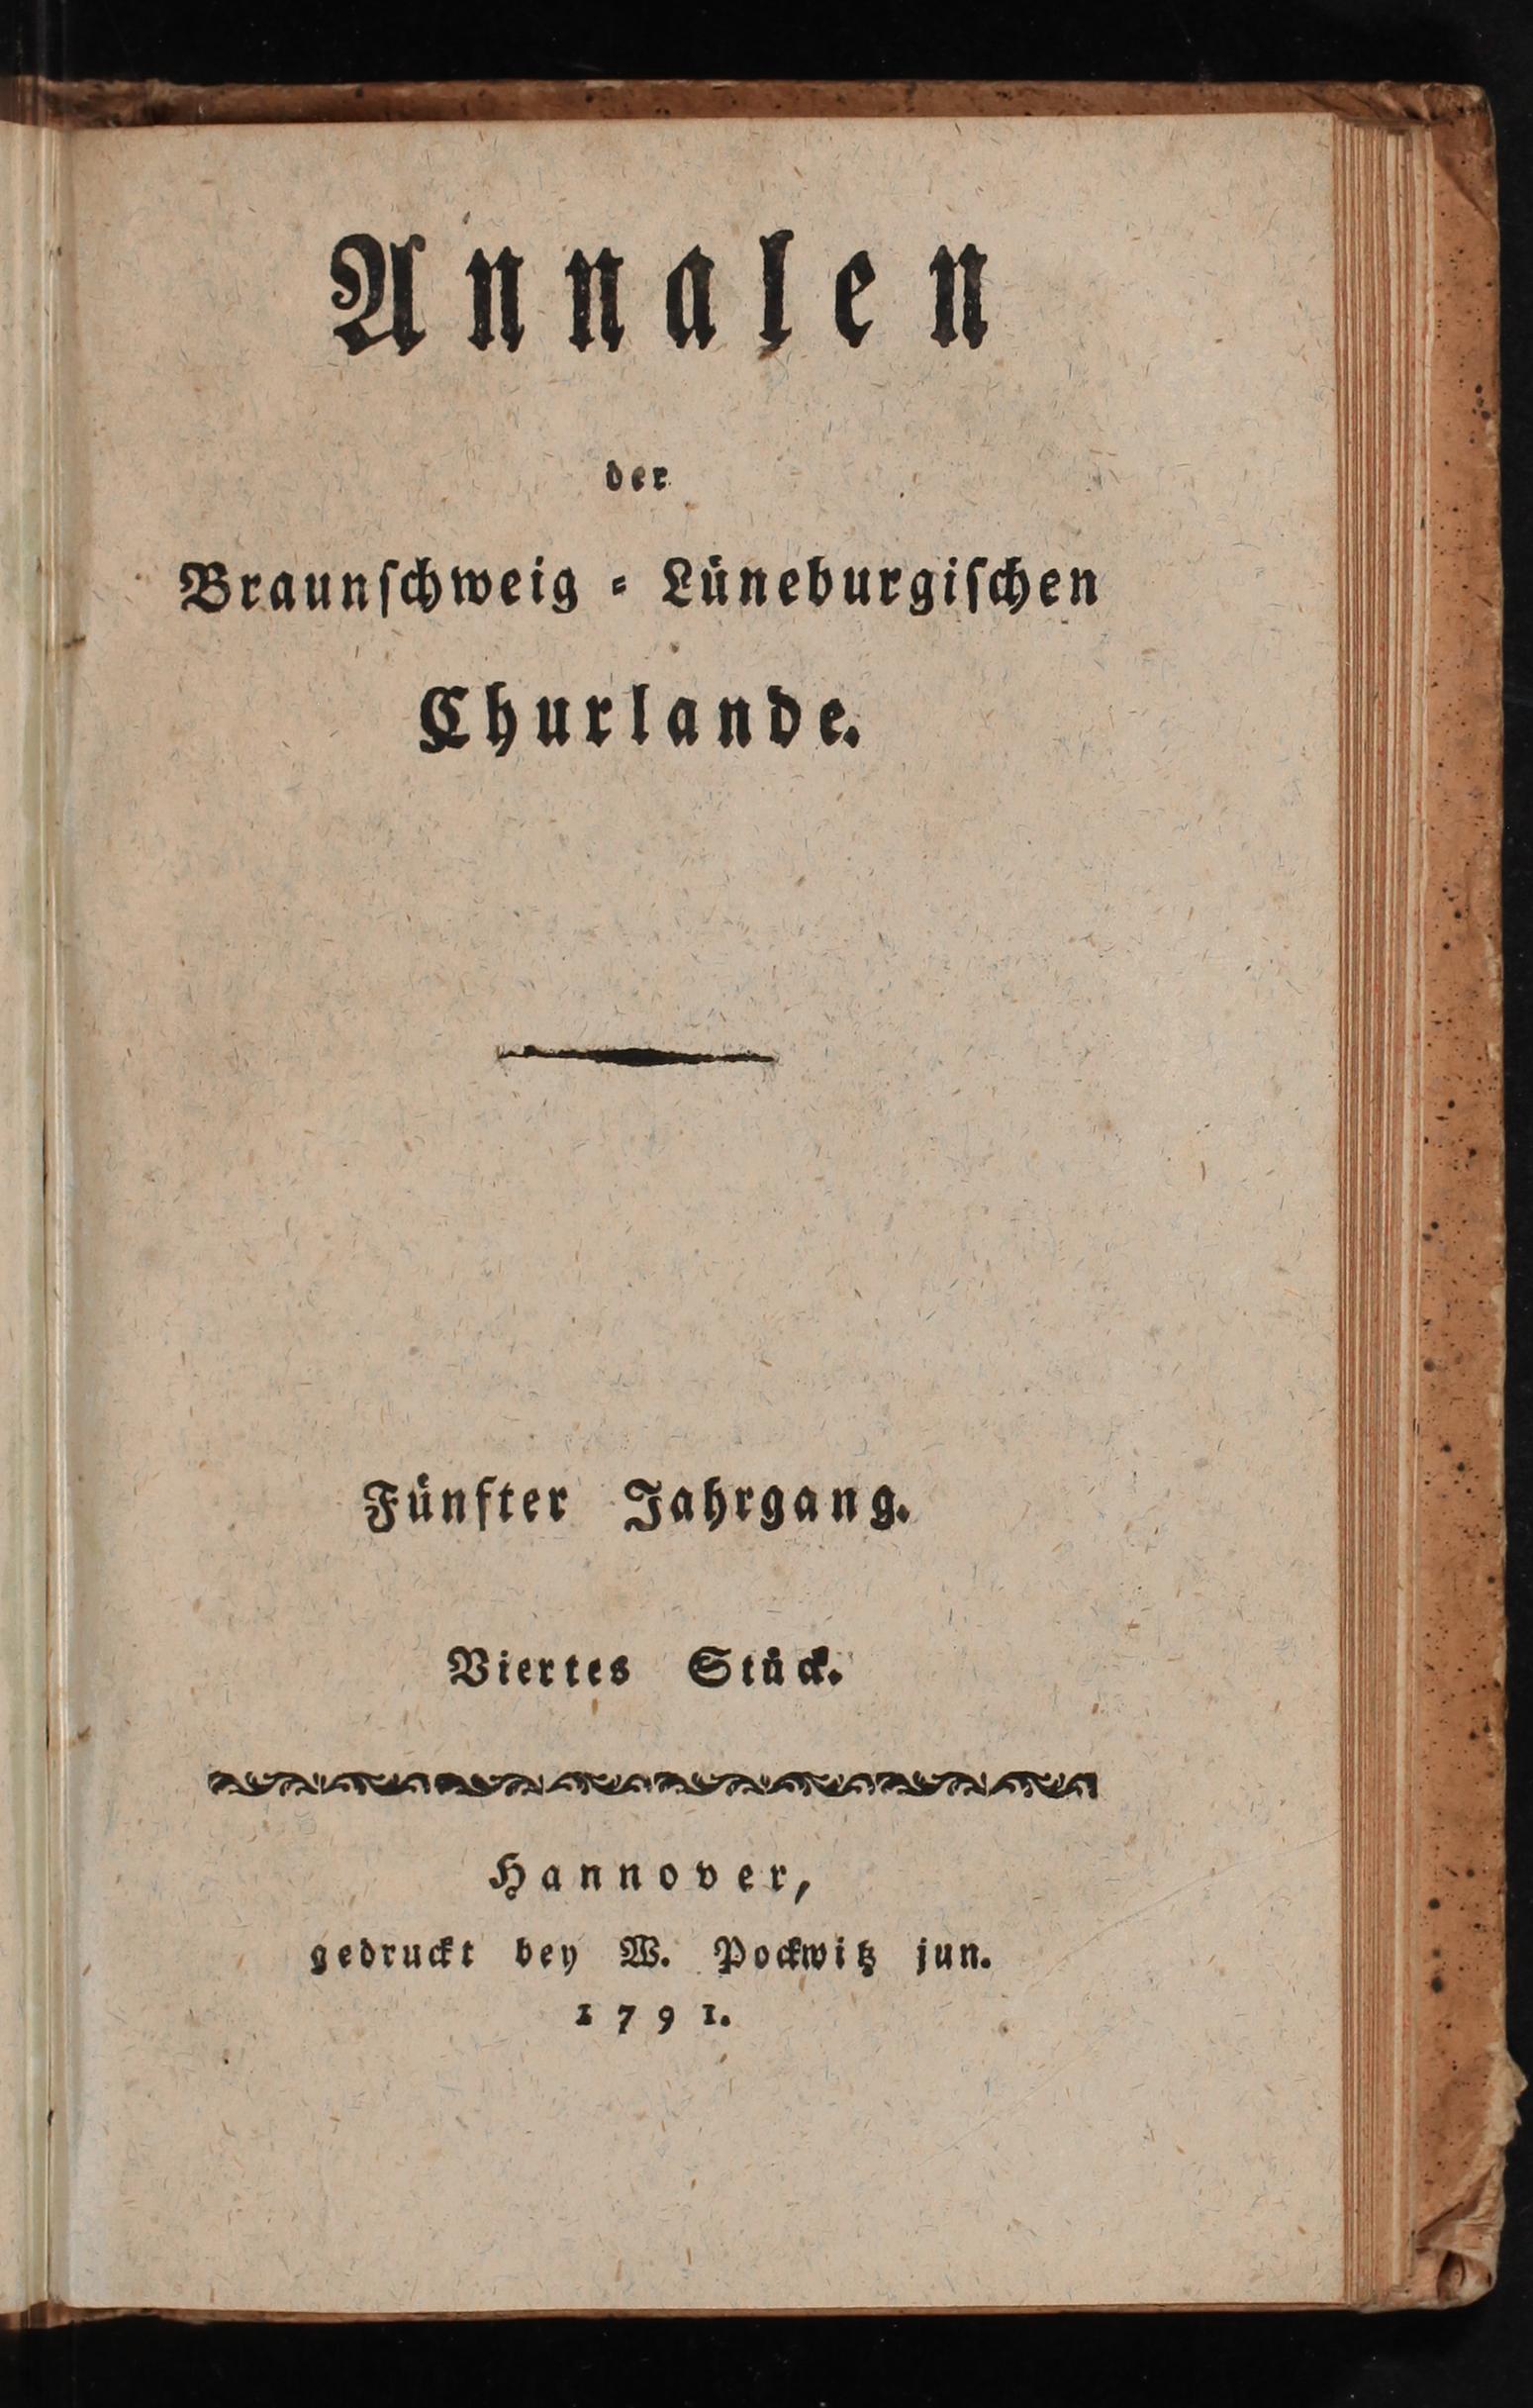 Annalen
der
Braunſchweig-Lüneburgiſchen
Churlande.
Fünfter Jahrgang.
Viertes Stück.
Hannover,
gedruckt bey W. Pockwitz jun.
1791.